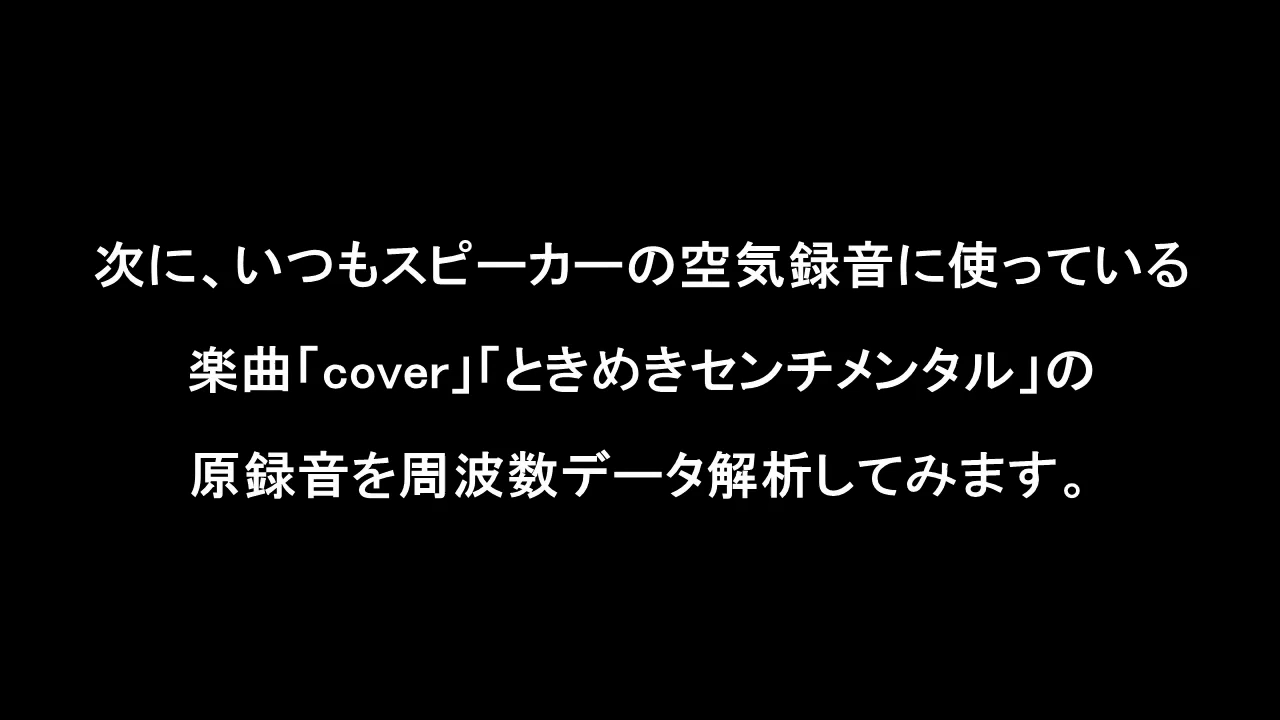 次に、いつもスピーカーの空気録音に使っている
楽曲「cover」「ときめきセンチメンタル」の
原録音を周波数データ解析してみます。